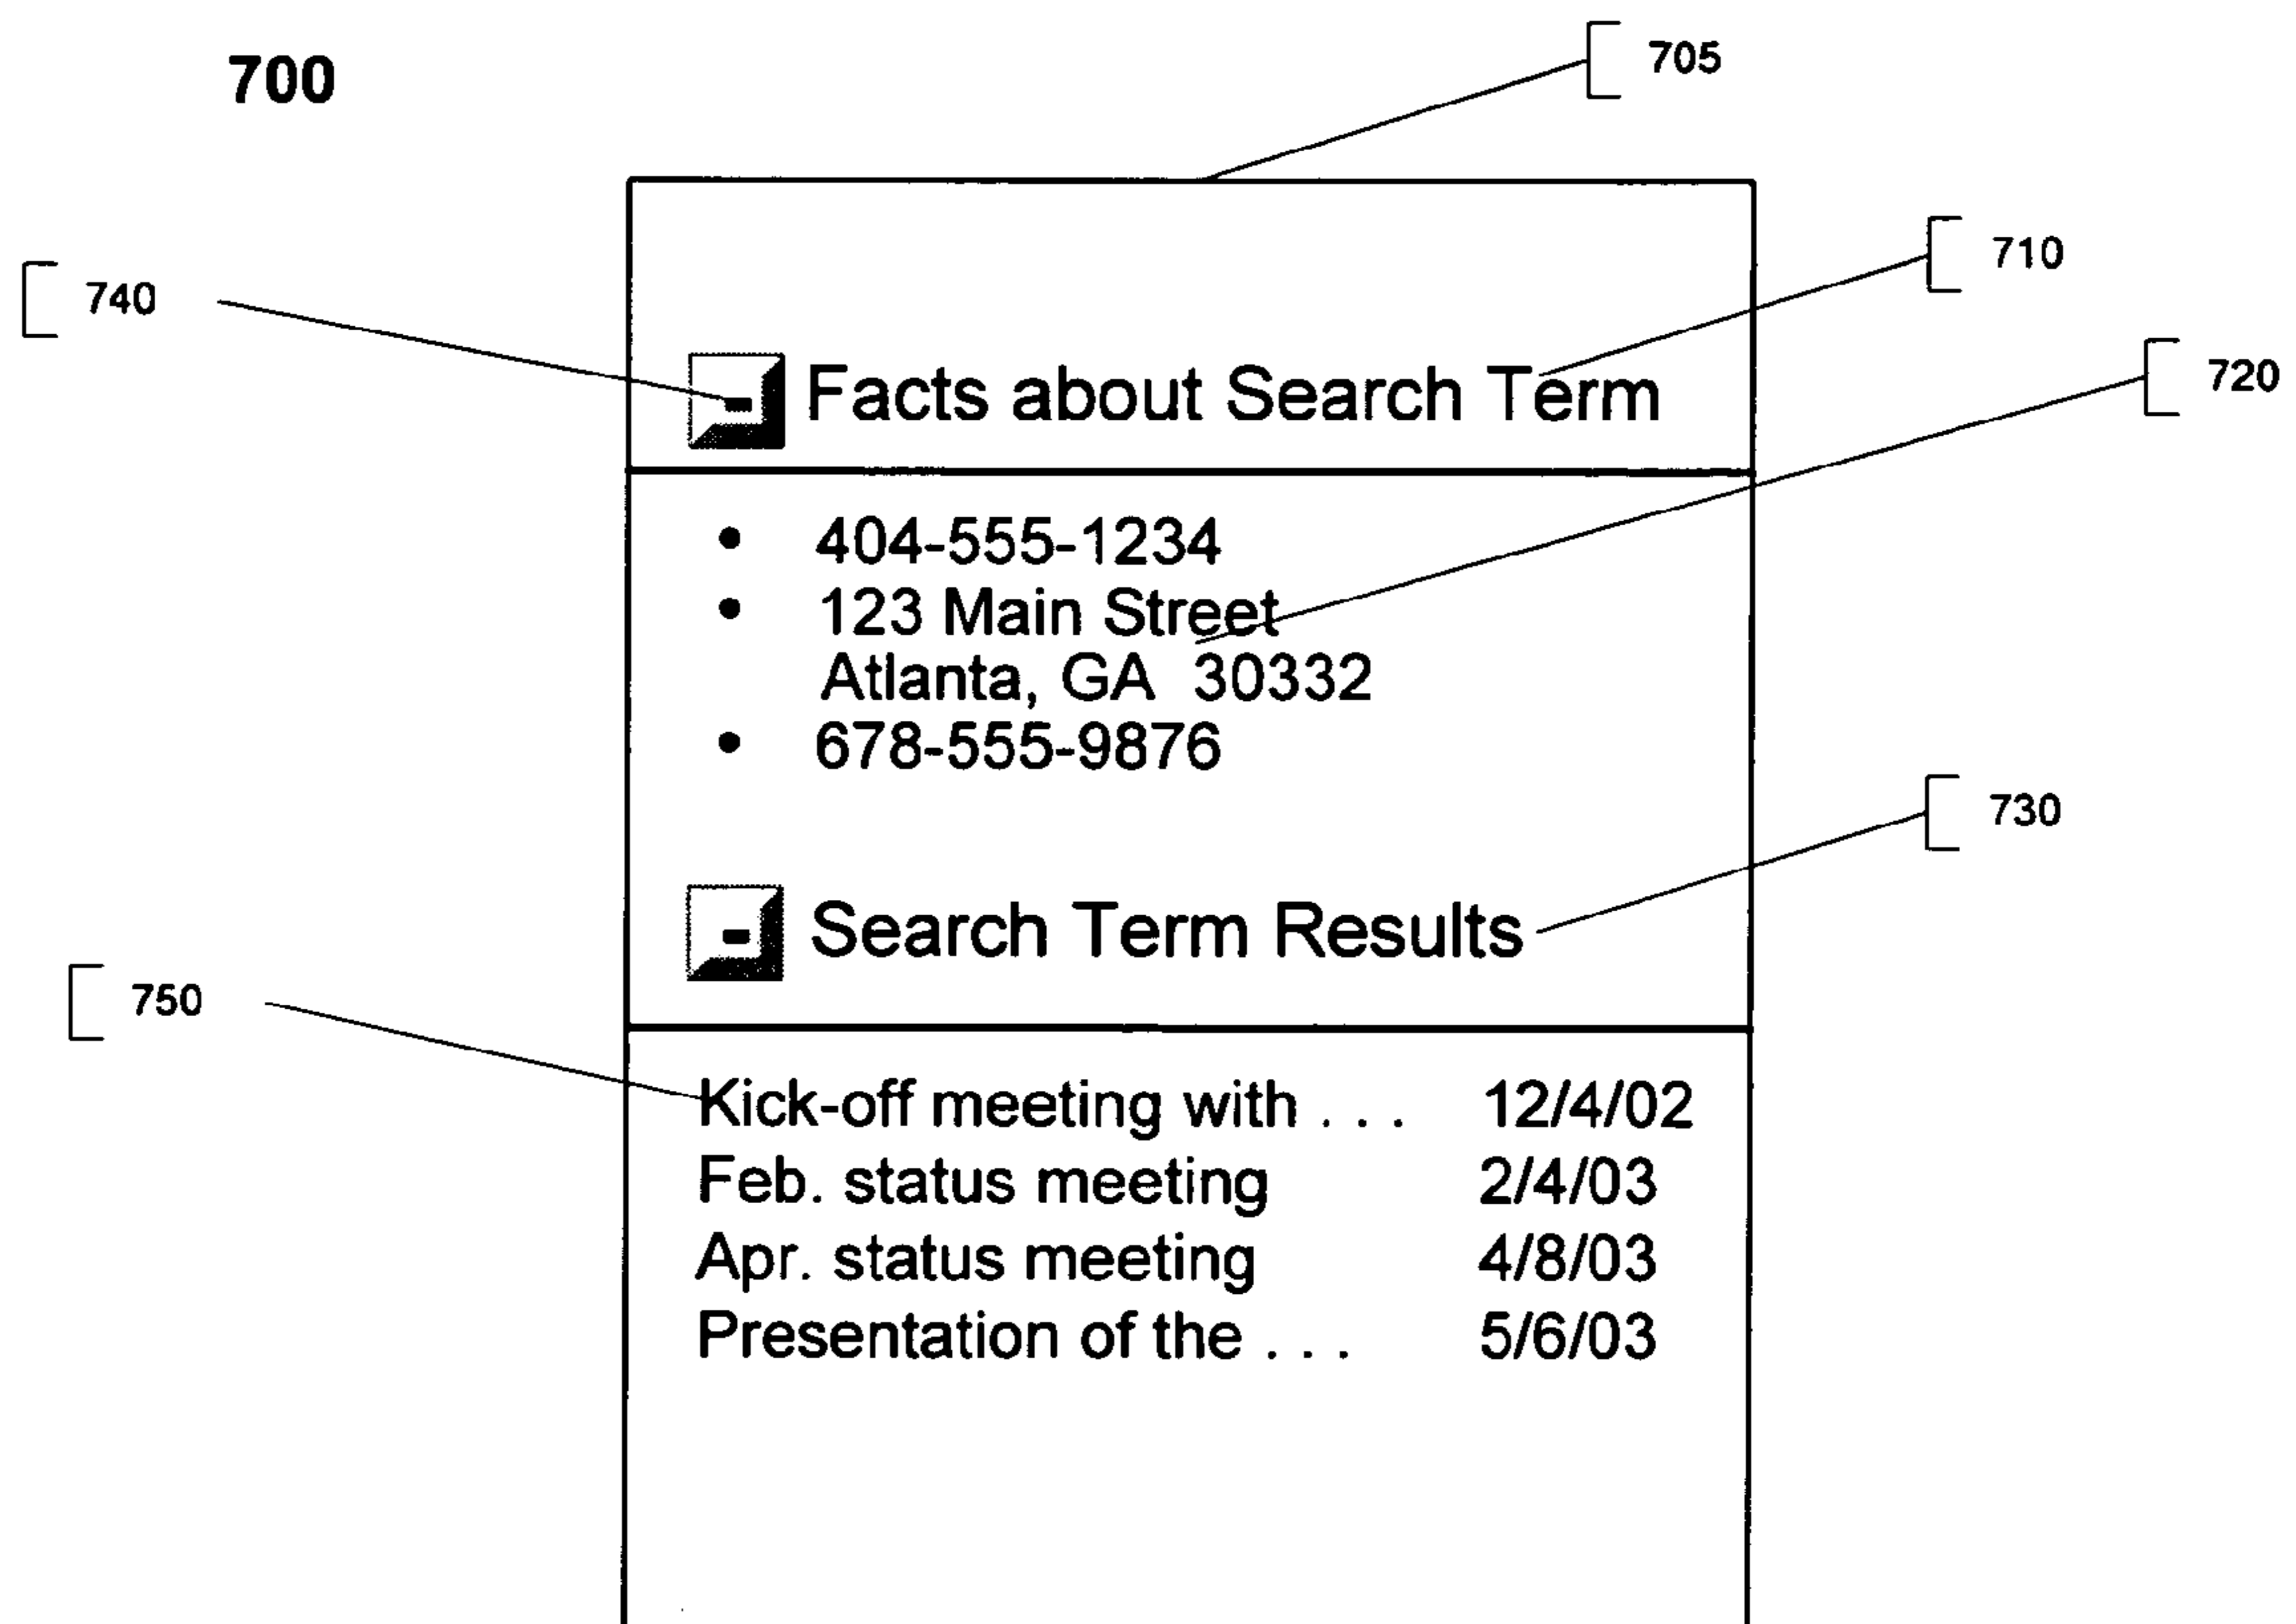 700
705
710
740
720
- Facts about Search Term
• 404-555-1234
• 123 Main Street
Atlanta, GA 30332
• 678-555-9876
730
- Search Term Results
750
Kick-off meeting with . . . 12/4/02
Feb. status meeting 2/4/03
Apr. status meeting 4/8/03
Presentation of the . . . 5/6/03